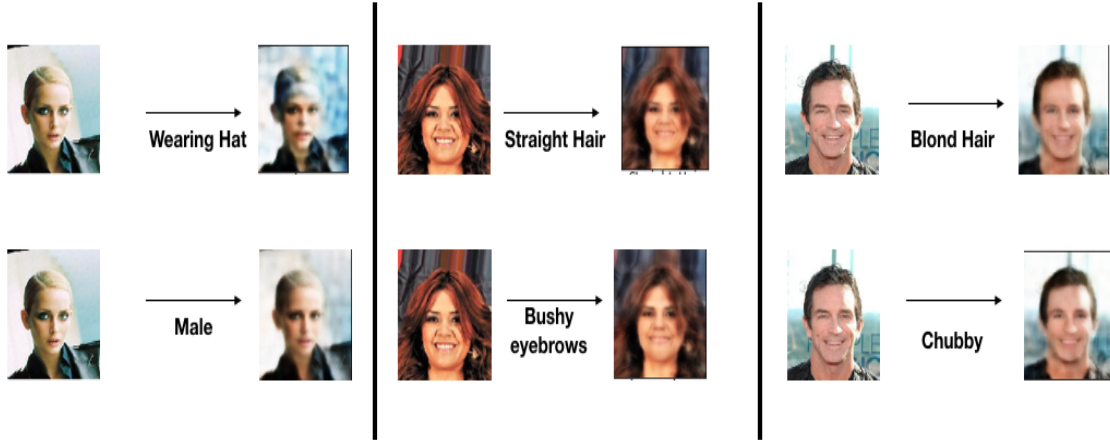 Wearing Hat
Straight Hair
Blond Hair
Male
Bushy
eyebrows
Chubby